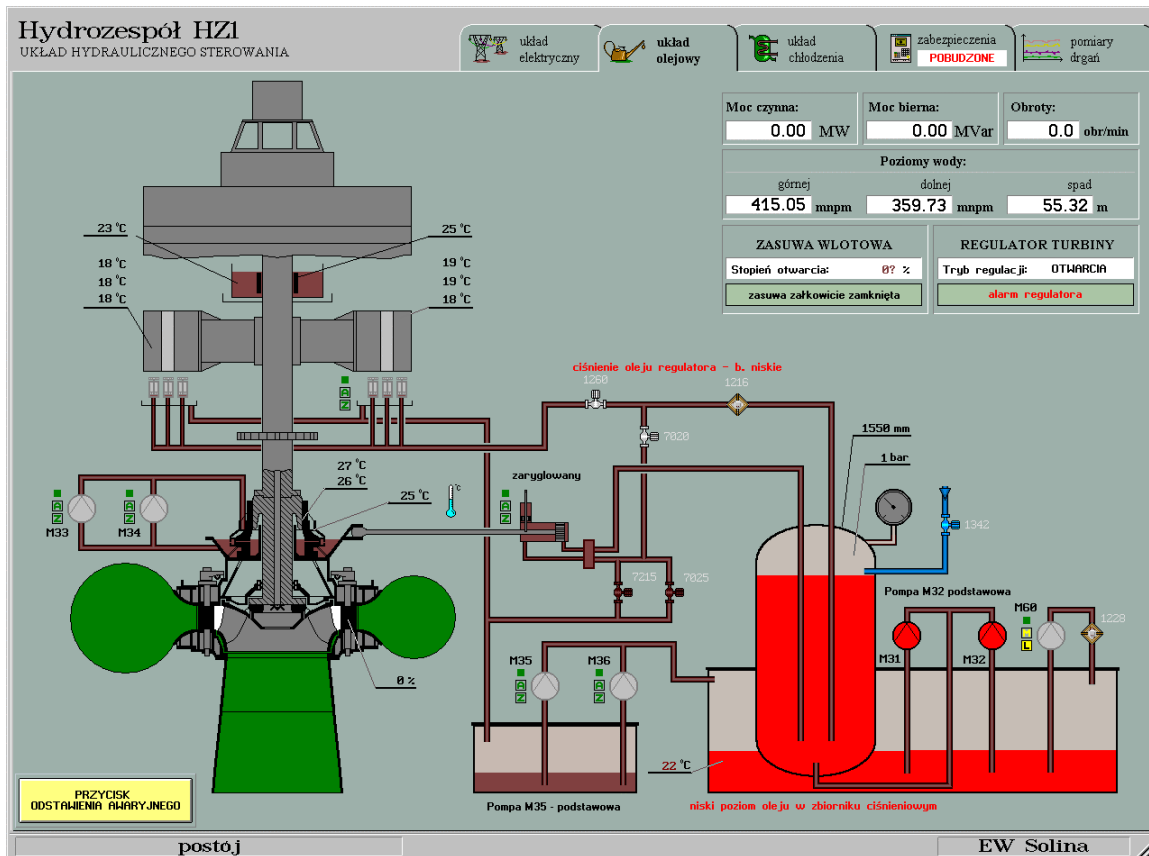 Hydrozespół HZ1
UKŁAD HYDRAULICZNEGO STEROWANIA
układ
elektryczny
układ
olejowy
układ
chłodzenia
zabezpieczenia
POBUDZONE
pomiary
drgań
Moc czynna:
0.00 MW
Moc bierna:
0.00 MVar
Obroty:
0.0 obr/min
Poziomy wody:
górnej
dolnej
spad
415.05 mnpm
359.73 mnpm
55.32 m
ZASUWA WLOTOWA
Stopień otwarcia: 0? %
zasuwa załkowicie zamknięta
REGULATOR TURBINY
Tryb regulacji: OTWARCIA
alarm regulatora
23 °C
25 °C
18 °C
18 °C
18 °C
19 °C
19 °C
18 °C
A
Z
ciśnienie oleju regulatora - b. niskie
1260
1216
7020
1550 mm
1 bar
27 °C
26 °C
25 °C
°C
zaryglowany
A
Z
A
Z
M33
A
Z
M34
1342
7215
7025
Pompa M32 podstawowa
M31
M32
M60
L
1228
0 %
M35
A
Z
M36
A
Z
22 °C
Pompa M35 - podstawowa
niski poziom oleju w zbiorniku ciśnieniowym
PRZYCISK
ODSTAWIENIA AWARYJNEGO
postój
EW Solina